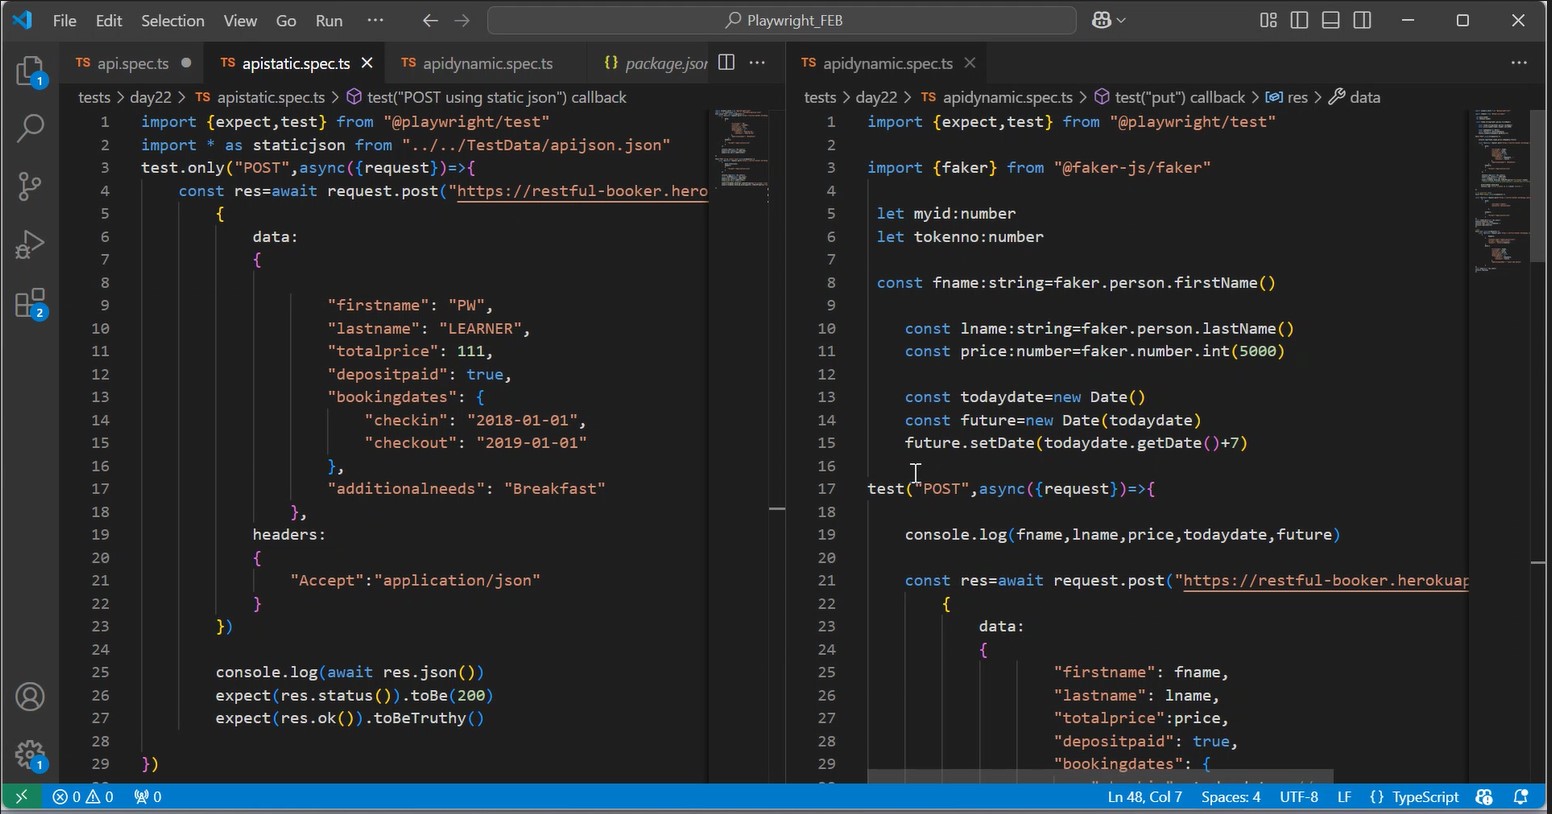 File Edit Selection View Go Run ··· Playwright_FEB
TS api.spec.ts TS apistatic.spec.ts TS apidynamic.spec.ts {} package.json
tests > day22 > TS apistatic.spec.ts > test("POST using static json") callback
1 import {expect,test} from "@playwright/test"
2 import * as staticjson from "../../TestData/apijson.json"
3 test.only("POST",async({request})=>{
4 const res=await request.post("https://restful-booker.hero
5 {
6 data:
7 {
8
9 "firstname": "PW",
10 "lastname": "LEARNER",
11 "totalprice": 111,
12 "depositpaid": true,
13 "bookingdates": {
14 "checkin": "2018-01-01",
15 "checkout": "2019-01-01"
16 },
17 "additionalneeds": "Breakfast"
18 },
19 headers:
20 {
21 "Accept":"application/json"
22 }
23 })
24
25 console.log(await res.json())
26 expect(res.status()).toBe(200)
27 expect(res.ok()).toBeTruthy()
28
29 })
TS apidynamic.spec.ts
tests > day22 > TS apidynamic.spec.ts > test("put") callback > res > data
1 import {expect,test} from "@playwright/test"
2
3 import {faker} from "@faker-js/faker"
4
5 let myid:number
6 let tokenno:number
7
8 const fname:string=faker.person.firstName()
9
10 const lname:string=faker.person.lastName()
11 const price:number=faker.number.int(5000)
12
13 const todaydate=new Date()
14 const future=new Date(todaydate)
15 future.setDate(todaydate.getDate()+7)
16
17 test("POST",async({request})=>{
18
19 console.log(fname,lname,price,todaydate,future)
20
21 const res=await request.post("https://restful-booker.herokuap
22 {
23 data:
24 {
25 "firstname": fname,
26 "lastname": lname,
27 "totalprice":price,
28 "depositpaid": true,
29 "bookingdates": {
1
2
1
0 0 0 Ln 48, Col 7 Spaces: 4 UTF-8 LF {} TypeScript